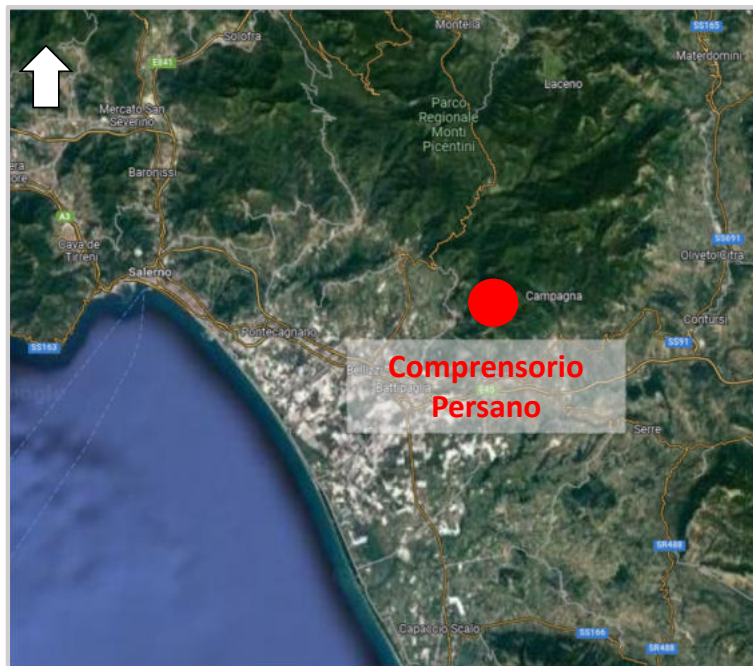 Montella
SS165
Solofra
E841
Materdomini
Laceno
Parco
Regionale
Monti
Picentini
Mercato San
Severino
Baronissi
A3
Cava de'
Tirreni
SS691
Oliveto Citra
Salerno
Campagna
Contursi
Pontecagnano
SS163
SS91
Comprensorio
Battipaglia
E45
Persano
Serre
SR488
Capaccio Scalo
SS166
SR488